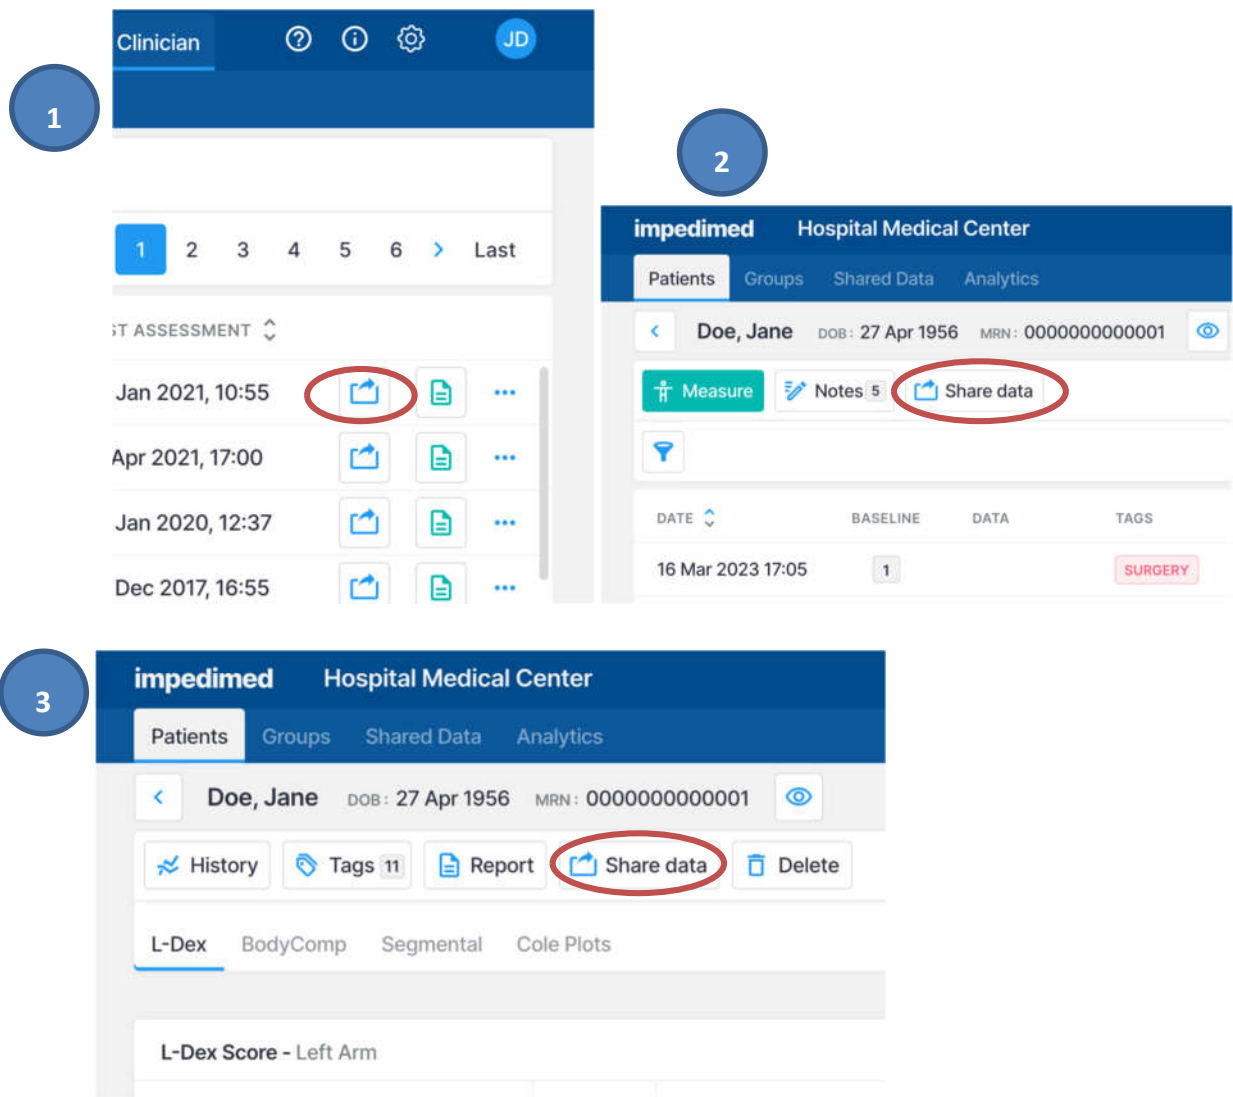 1
Clinician
JD
1 2 3 4 5 6 > Last
ST ASSESSMENT
Jan 2021, 10:55
Apr 2021, 17:00
Jan 2020, 12:37
Dec 2017, 16:55
2
impedimed Hospital Medical Center
Patients Groups Shared Data Analytics
Doe, Jane DOB: 27 Apr 1956 MRN: 0000000000001
Measure Notes 5 Share data
DATE BASELINE DATA TAGS
16 Mar 2023 17:05 1 SURGERY
3
impedimed Hospital Medical Center
Patients Groups Shared Data Analytics
Doe, Jane DOB: 27 Apr 1956 MRN: 0000000000001
History Tags 11 Report Share data Delete
L-Dex BodyComp Segmental Cole Plots
L-Dex Score - Left Arm